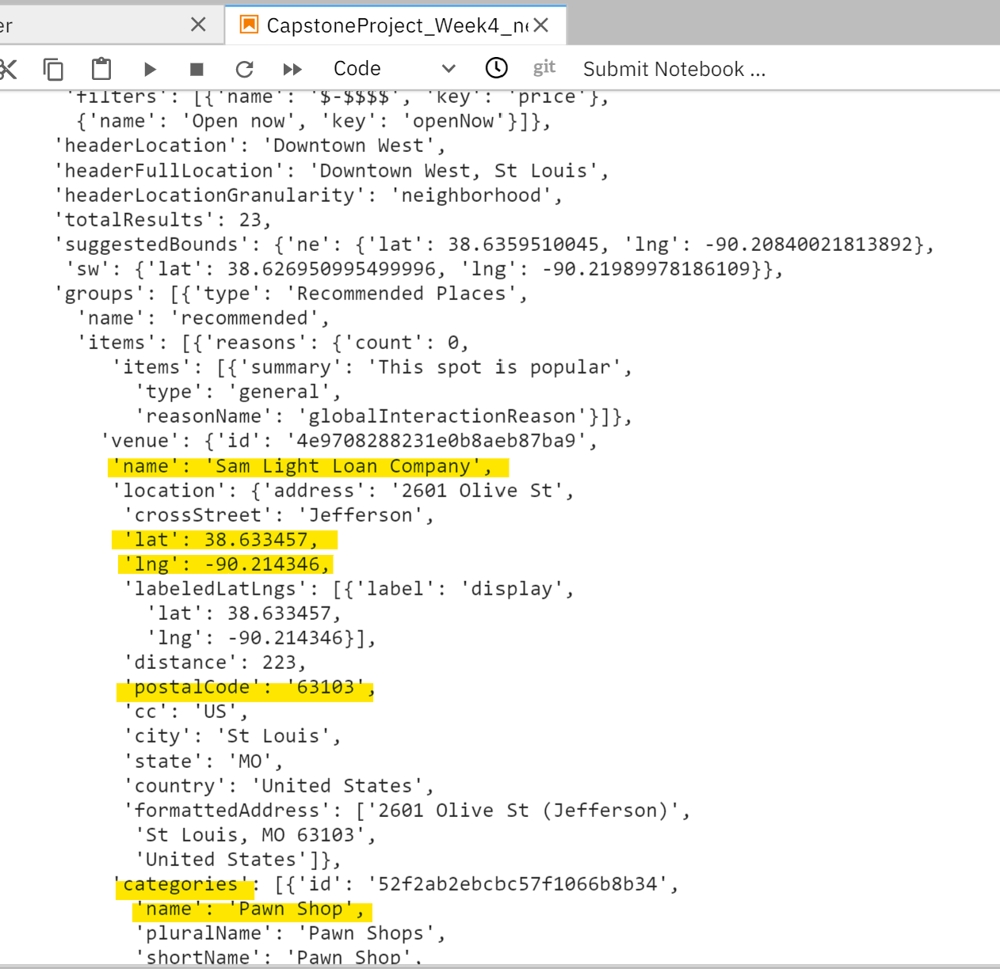 er
CapstoneProject_Week4_n
Code
git
Submit Notebook ...
'filters': [{'name': '$-$$$$', 'key': 'price'},
{'name': 'Open now', 'key': 'openNow'}]},
'headerLocation': 'Downtown West',
'headerFullLocation': 'Downtown West, St Louis',
'headerLocationGranularity': 'neighborhood',
'totalResults': 23,
'suggestedBounds': {'ne': {'lat': 38.6359510045, 'lng': -90.20840021813892},
'sw': {'lat': 38.626950995499996, 'lng': -90.21989978186109}},
'groups': [{'type': 'Recommended Places',
'name': 'recommended',
'items': [{'reasons': {'count': 0,
'items': [{'summary': 'This spot is popular',
'type': 'general',
'reasonName': 'globalInteractionReason'}]},
'venue': {'id': '4e9708288231e0b8aeb87ba9',
'name': 'Sam Light Loan Company',
'location': {'address': '2601 Olive St',
'crossStreet': 'Jefferson',
'lat': 38.633457,
'lng': -90.214346,
'labeledLatLngs': [{'label': 'display',
'lat': 38.633457,
'lng': -90.214346}],
'distance': 223,
'postalCode': '63103',
'cc': 'US',
'city': 'St Louis',
'state': 'MO',
'country': 'United States',
'formattedAddress': ['2601 Olive St (Jefferson)',
'St Louis, MO 63103',
'United States']},
'categories': [{'id': '52f2ab2ebcbc57f1066b8b34',
'name': 'Pawn Shop',
'pluralName': 'Pawn Shops',
'shortName': 'Pawn Shop',